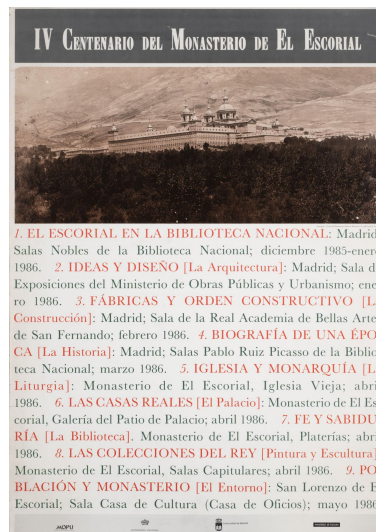 IV CENTENARIO DEL MONASTERIO DE EL ESCORIAL
1. EL ESCORIAL EN LA BIBLIOTECA NACIONAL: Madrid
Salas Nobles de la Biblioteca Nacional; diciembre 1985-ener
1986. 2. IDEAS Y DISEÑO [La Arquitectura]: Madrid; Sala d
Exposiciones del Ministerio de Obras Públicas y Urbanismo; ene
ro 1986. 3. FÁBRICAS Y ORDEN CONSTRUCTIVO [L
Construcción]: Madrid; Sala de la Real Academia de Bellas Arte
de San Fernando; febrero 1986. 4. BIOGRAFÍA DE UNA ÉPO
CA [La Historia]: Madrid; Salas Pablo Ruiz Picasso de la Biblio
teca Nacional; marzo 1986. 5. IGLESIA Y MONARQUÍA [L
Liturgia]: Monasterio de El Escorial, Iglesia Vieja; abri
1986. 6. LAS CASAS REALES [El Palacio]: Monasterio de El Es
corial, Galería del Patio de Palacio; abril 1986. 7. FE Y SABIDU
RÍA [La Biblioteca]. Monasterio de El Escorial, Platerías; abri
1986. 8. LAS COLECCIONES DEL REY [Pintura y Escultura]
Monasterio de El Escorial, Salas Capitulares; abril 1986. 9. PO
BLACIÓN Y MONASTERIO [El Entorno]: San Lorenzo de E
Escorial; Sala Casa de Cultura (Casa de Oficios); mayo 1986
MOPU